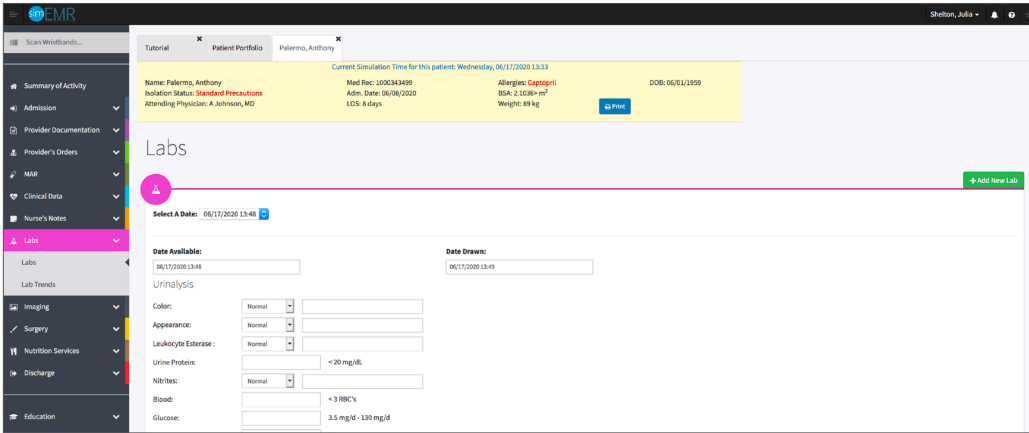 simEMR
Shelton, Julia
Scan Wristbands...
Tutorial
Patient Portfolio
Palermo, Anthony
Current Simulation Time for this patient: Wednesday, 06/17/2020 13:33
Name: Palermo, Anthony Med Rec: 1000343499 Allergies: Captopril DOB: 06/01/1959
Isolation Status: Standard Precautions Adm. Date: 06/08/2020 BSA: 2.1036> m²
Attending Physician: A Johnson, MD LOS: 8 days Weight: 89 kg
Print
Summary of Activity
Admission
Provider Documentation
Provider's Orders
MAR
Clinical Data
Nurse's Notes
Labs
Labs
Lab Trends
Imaging
Surgery
Nutrition Services
Discharge
Education
Labs
+ Add New Lab
Select A Date: 06/17/2020 13:48
Date Available: Date Drawn:
06/17/2020 13:48 06/17/2020 13:49
Urinalysis
Color: Normal
Appearance: Normal
Leukocyte Esterase : Normal
Urine Protein: < 20 mg/dL
Nitrites: Normal
Blood: < 3 RBC's
Glucose: 3.5 mg/d - 130 mg/d